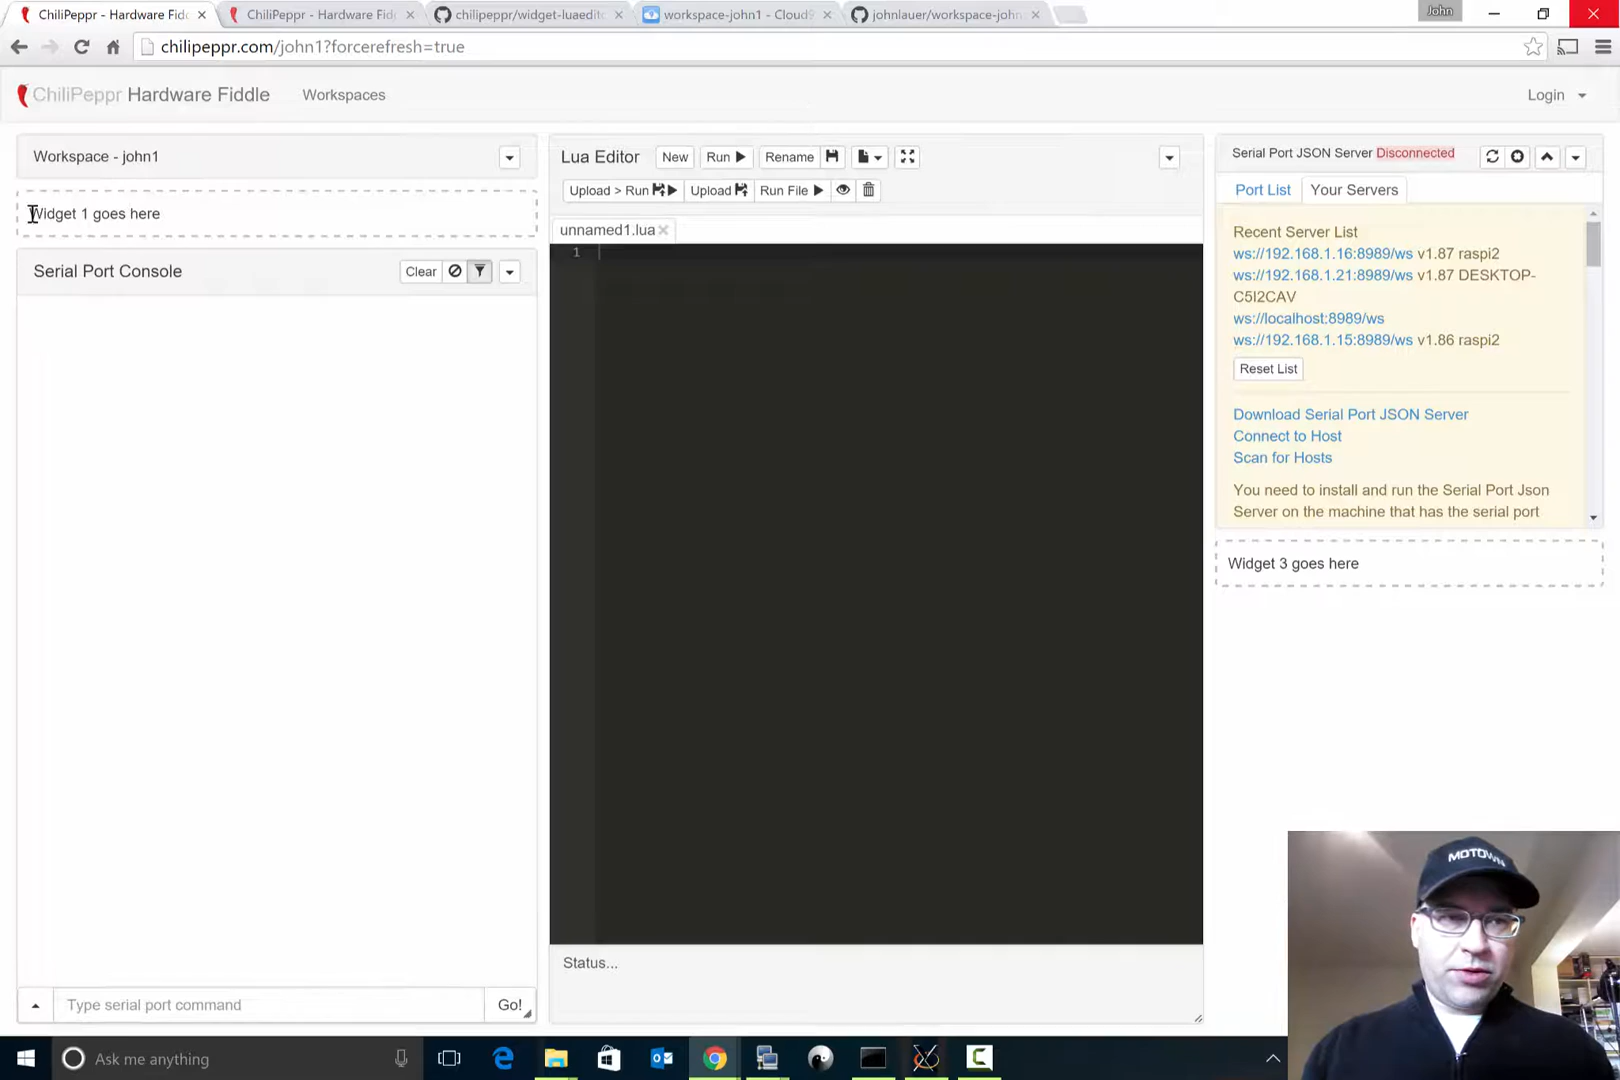 ChiliPeppr - Hardware Fid
ChiliPeppr - Hardware Fid
chilipeppr/widget-luaedit
workspace-john1 - Cloud9
johnlauer/workspace-john
John
chilipeppr.com/john1?forcerefresh=true
ChiliPeppr Hardware Fiddle
Workspaces
Login
Workspace - john1
Widget 1 goes here
Serial Port Console
Clear
Type serial port command
Go!
Lua Editor
New
Run
Rename
Upload > Run
Upload
Run File
unnamed1.lua
1
Status...
Serial Port JSON Server Disconnected
Port List
Your Servers
Recent Server List
ws://192.168.1.16:8989/ws v1.87 raspi2
ws://192.168.1.21:8989/ws v1.87 DESKTOP-
C5I2CAV
ws://localhost:8989/ws
ws://192.168.1.15:8989/ws v1.86 raspi2
Reset List
Download Serial Port JSON Server
Connect to Host
Scan for Hosts
You need to install and run the Serial Port Json
Server on the machine that has the serial port
Widget 3 goes here
MOTOWN
Ask me anything